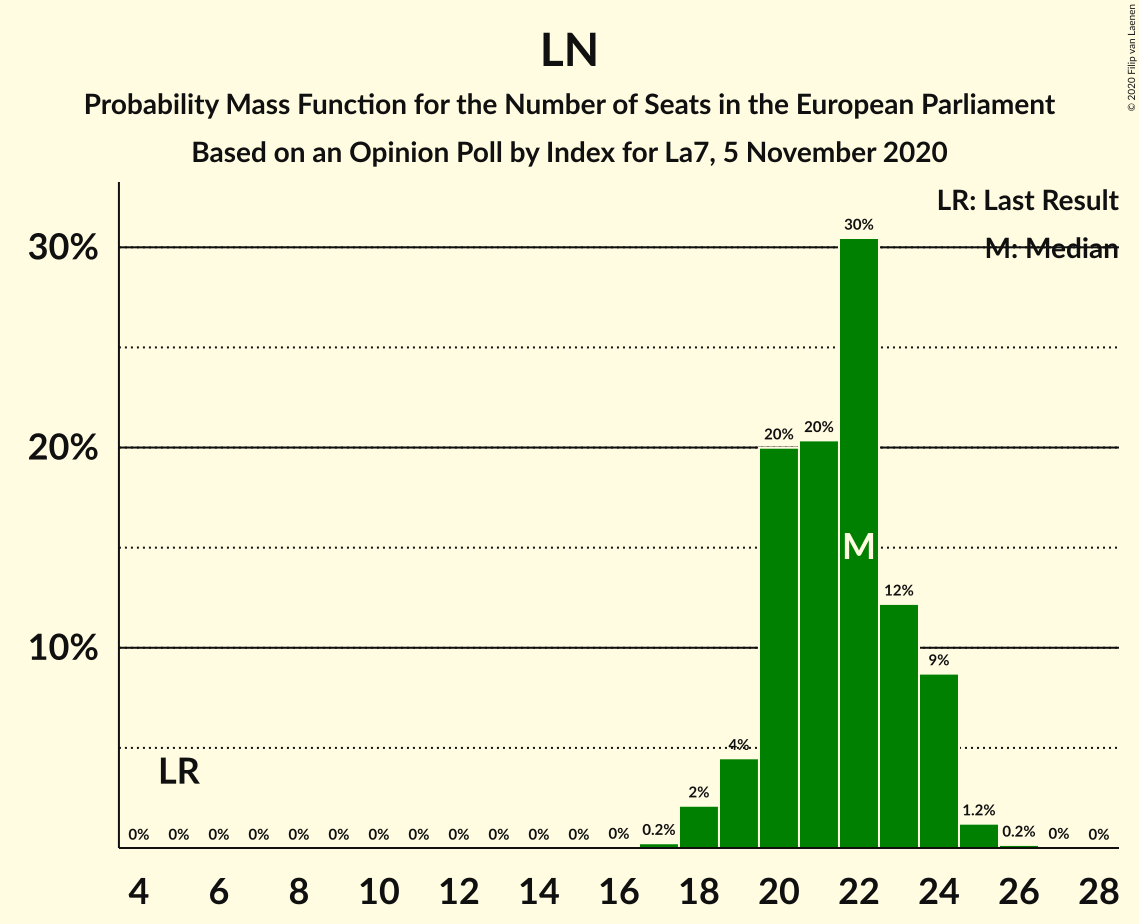 LN
Probability Mass Function for the Number of Seats in the European Parliament
Based on an Opinion Poll by Index for La7, 5 November 2020
© 2020 Filip van Laenen
LR: Last Result
M: Median
30%
20%
10%
30%
20%
20%
M
12%
9%
4%
LR
2%
1.2%
0% 0% 0% 0% 0% 0% 0% 0% 0% 0% 0% 0% 0% 0.2% 0.2% 0% 0%
4 6 8 10 12 14 16 18 20 22 24 26 28